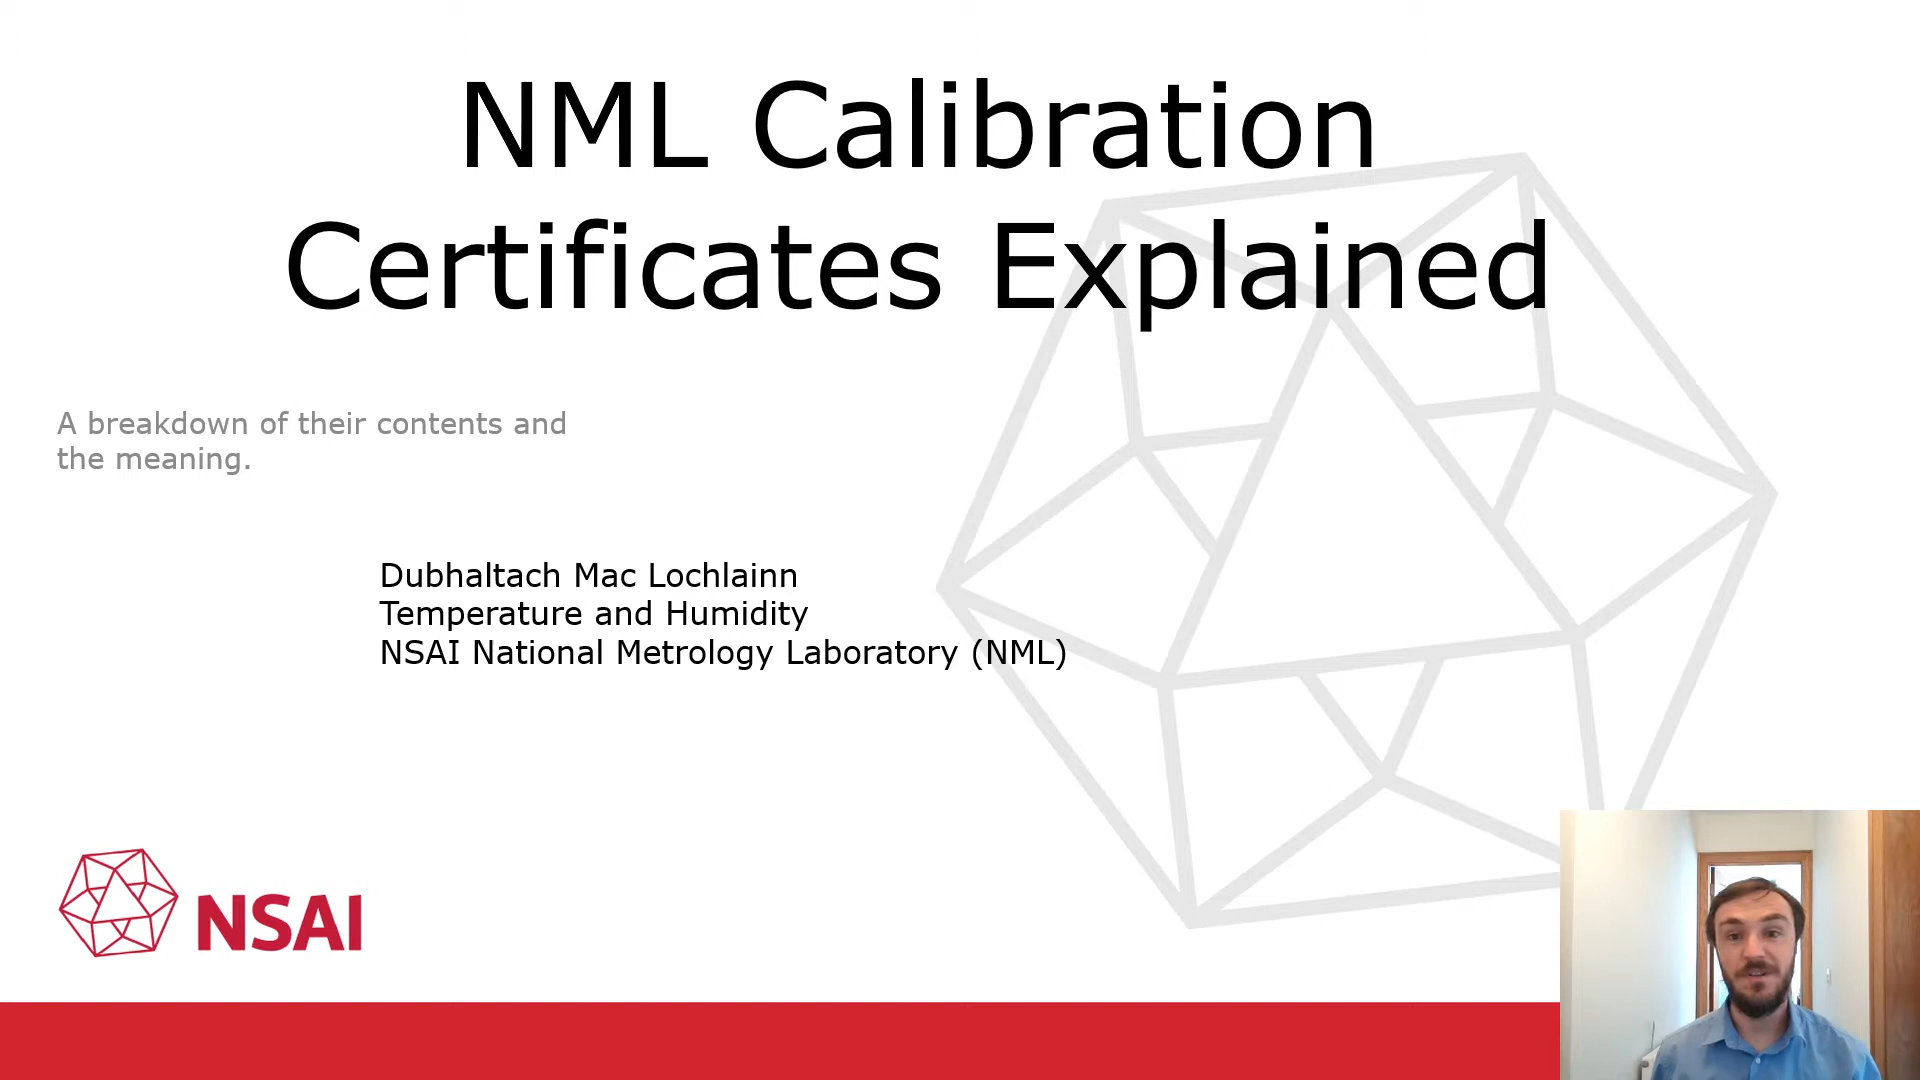 NML Calibration
Certificates Explained
A breakdown of their contents and
the meaning.
Dubhaltach Mac Lochlainn
Temperature and Humidity
NSAI National Metrology Laboratory (NML)
NSAI